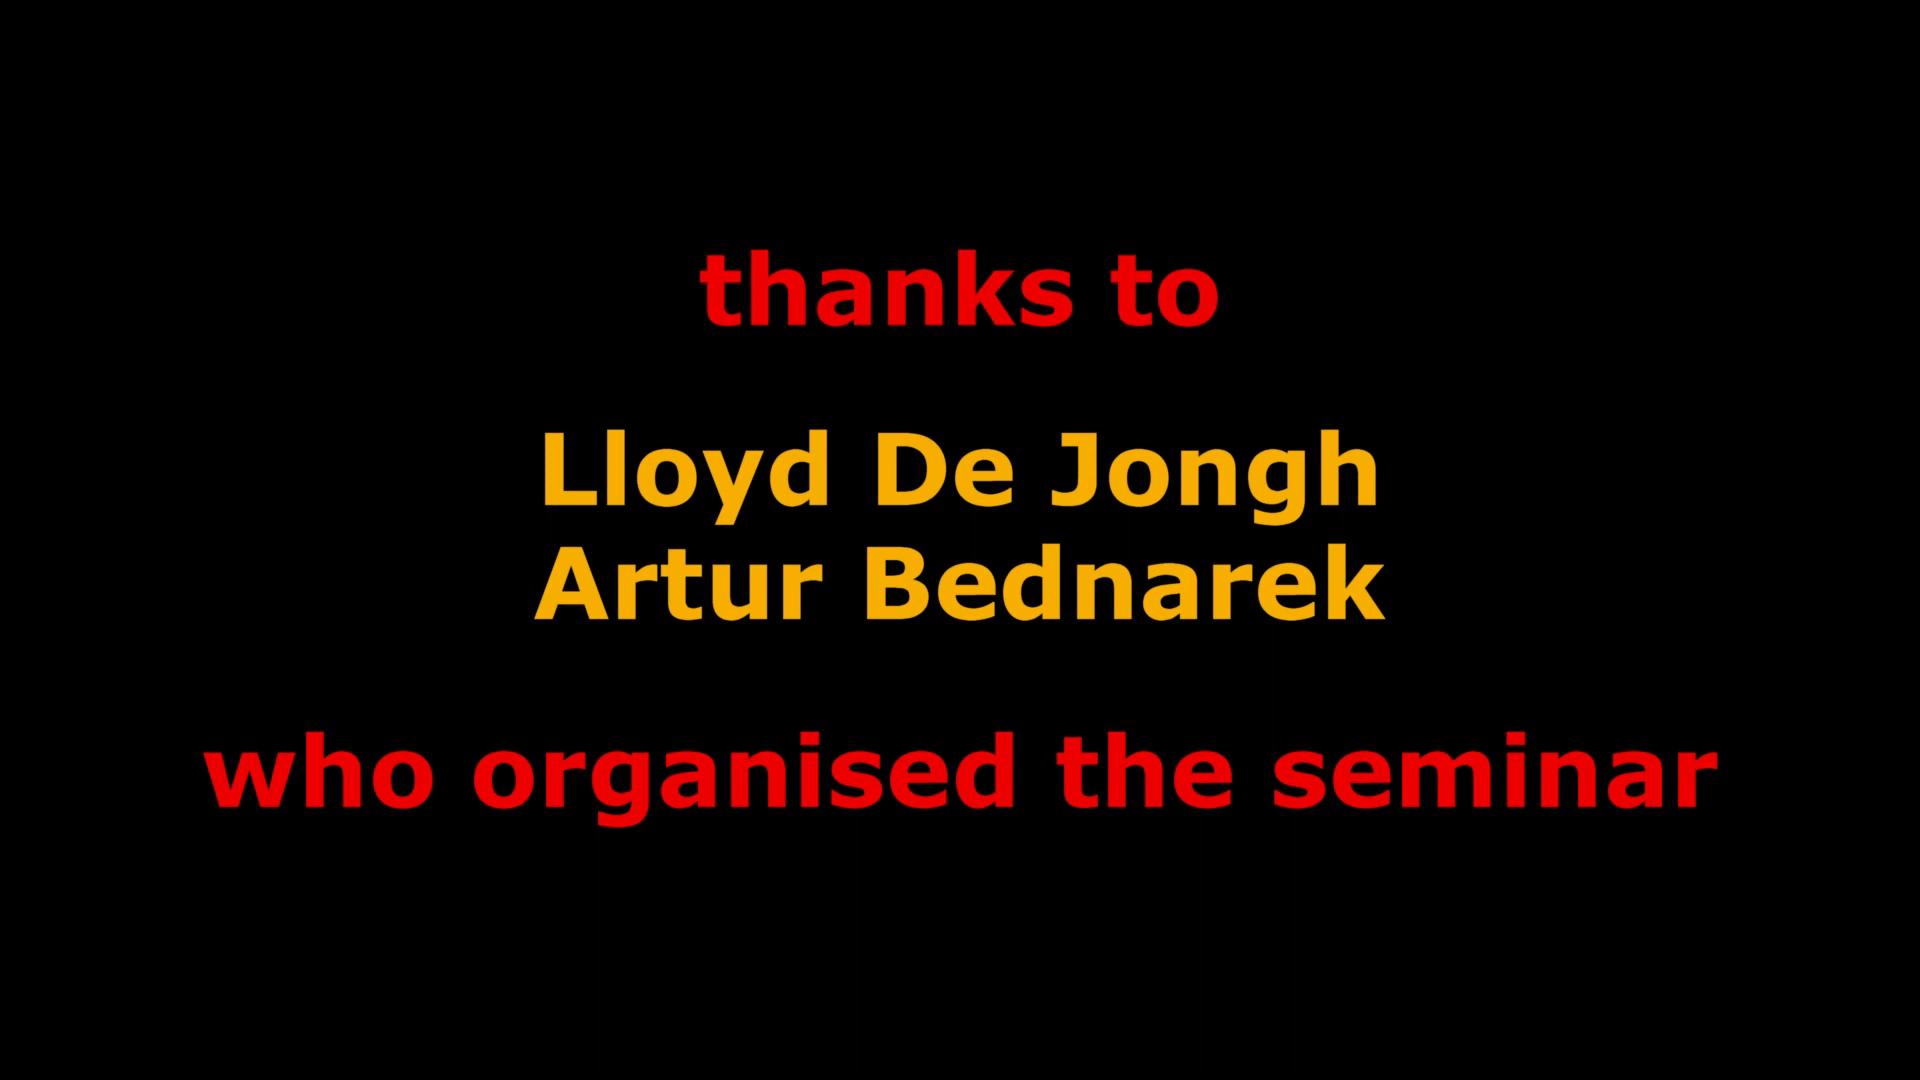 thanks to
Lloyd De Jongh
Artur Bednarek
who organised the seminar